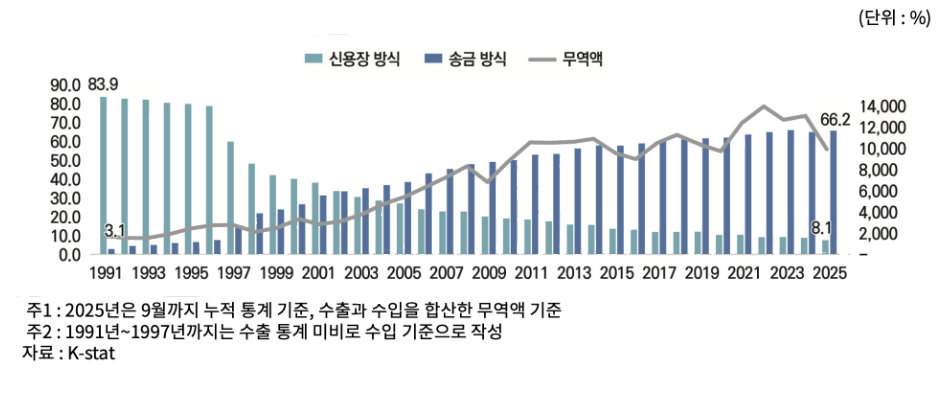 (단위 : %)
신용장 방식 송금 방식 무역액
90.0 83.9
80.0 14,000
70.0 66.2 12,000
60.0 10,000
50.0 8,000
40.0 6,000
30.0 4,000
20.0 2,000
10.0 3.1 8.1
0.0 –
1991 1993 1995 1997 1999 2001 2003 2005 2007 2009 2011 2013 2015 2017 2019 2021 2023 2025
주1 : 2025년은 9월까지 누적 통계 기준, 수출과 수입을 합산한 무역액 기준
주2 : 1991년~1997년까지는 수출 통계 미비로 수입 기준으로 작성
자료 : K-stat